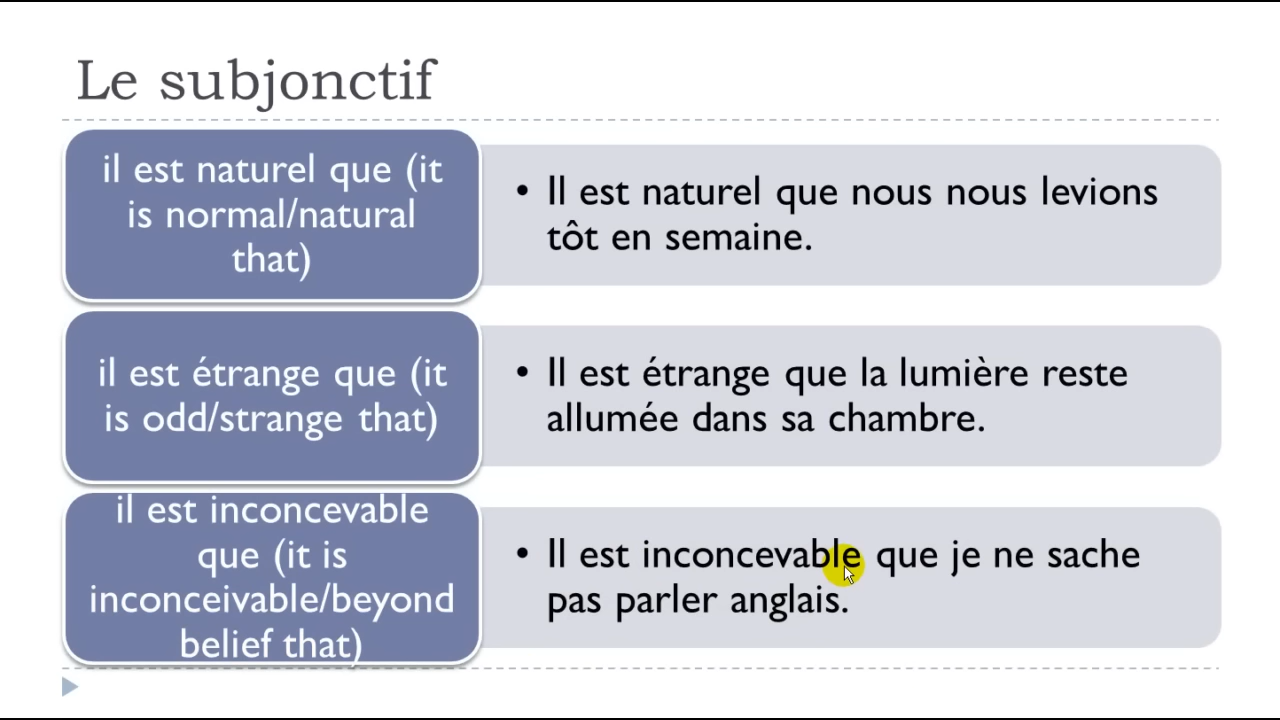 Le subjonctif
il est naturel que (it
is normal/natural
that)
• Il est naturel que nous nous levions
tôt en semaine.
il est étrange que (it
is odd/strange that)
• Il est étrange que la lumière reste
allumée dans sa chambre.
il est inconcevable
que (it is
inconceivable/beyond
belief that)
• Il est inconcevable que je ne sache
pas parler anglais.